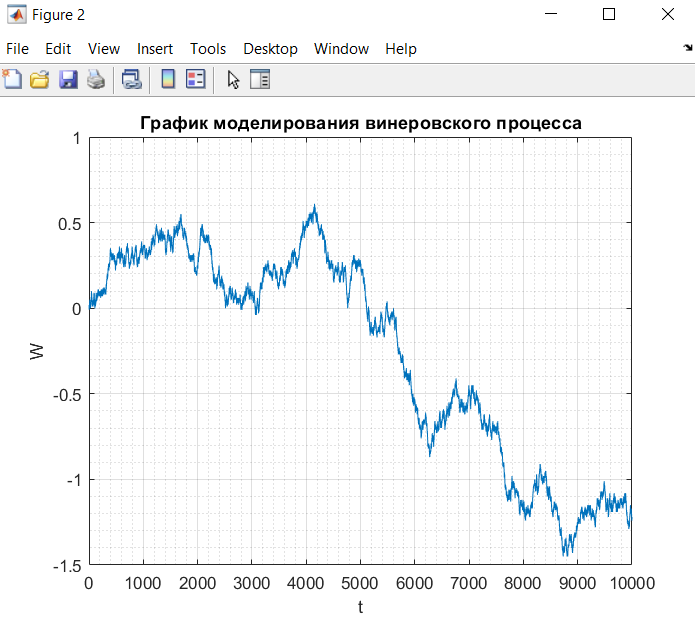 Figure 2
File Edit View Insert Tools Desktop Window Help
График моделирования винеровского процесса
1
0.5
0
-0.5
-1
-1.5
W
0 1000 2000 3000 4000 5000 6000 7000 8000 9000 10000
t